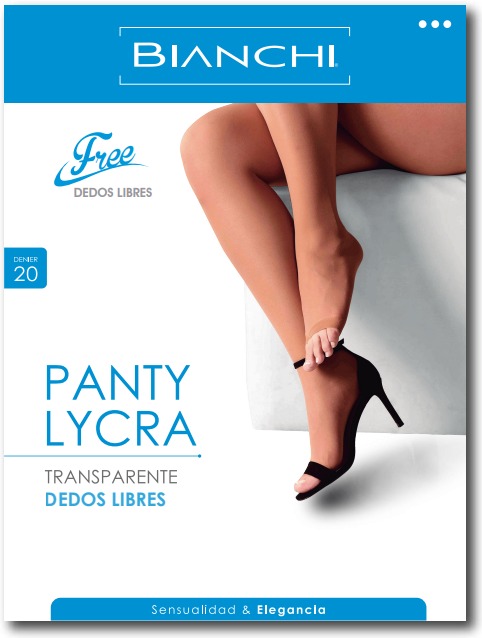 BIANCHI
Free
DEDOS LIBRES
DENIER
20
PANTY
LYCRA
TRANSPARENTE
DEDOS LIBRES
Sensualidad & Elegancia